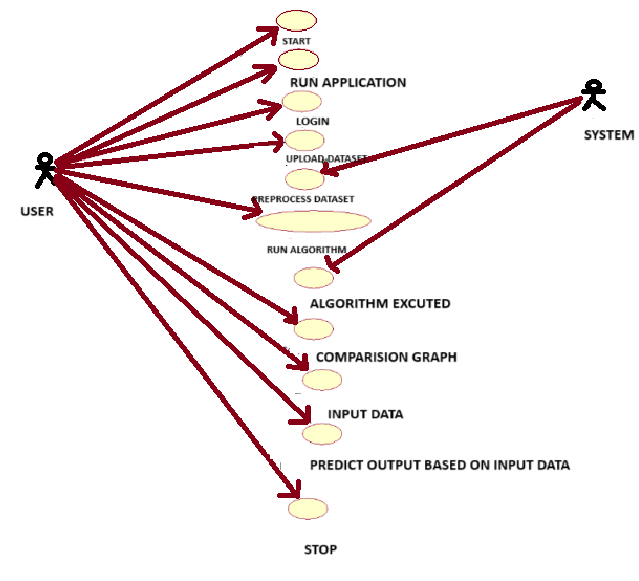 START
RUN APPLICATION
LOGIN
SYSTEM
UPLOAD DATASET
PREPROCESS DATASET
USER
RUN ALGORITHM
ALGORITHM EXCUTED
COMPARISION GRAPH
INPUT DATA
PREDICT OUTPUT BASED ON INPUT DATA
STOP